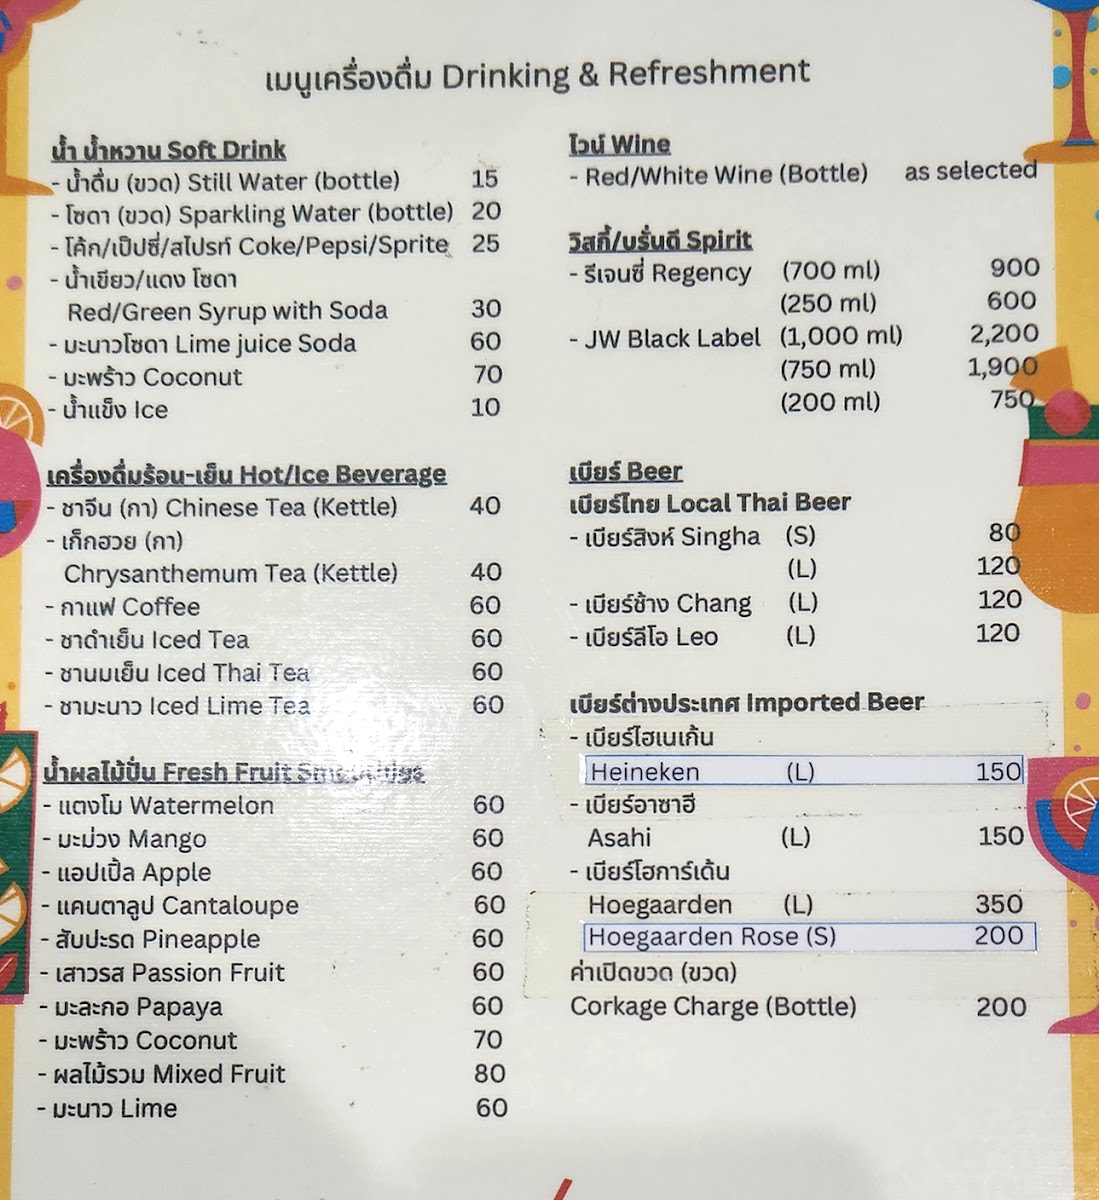 เมนูเครื่องดื่ม Drinking & Refreshment
น้ำ น้ำหวาน Soft Drink
- น้ำดื่ม (ขวด) Still Water (bottle) 15
- โซดา (ขวด) Sparkling Water (bottle) 20
- โค้ก/เป็ปซี่/สไปรท์ Coke/Pepsi/Sprite 25
- น้ำเขียว/แดง โซดา
Red/Green Syrup with Soda 30
- มะนาวโซดา Lime juice Soda 60
- มะพร้าว Coconut 70
- น้ำแข็ง Ice 10
เครื่องดื่มร้อน-เย็น Hot/Ice Beverage
- ชาจีน (กา) Chinese Tea (Kettle) 40
- เก็กฮวย (กา)
Chrysanthemum Tea (Kettle) 40
- กาแฟ Coffee 60
- ชาดำเย็น Iced Tea 60
- ชานมเย็น Iced Thai Tea 60
- ชามะนาว Iced Lime Tea 60
น้ำผลไม้ปั่น Fresh Fruit
- แตงโม Watermelon 60
- มะม่วง Mango 60
- แอปเปิ้ล Apple 60
- แคนตาลูป Cantaloupe 60
- สับปะรด Pineapple 60
- เสาวรส Passion Fruit 60
- มะละกอ Papaya 60
- มะพร้าว Coconut 70
- ผลไม้รวม Mixed Fruit 80
- มะนาว Lime 60
ไวน์ Wine
- Red/White Wine (Bottle) as selected
วิสกี้/บรั่นดี Spirit
- รีเจนซี่ Regency (700 ml) 900
(250 ml) 600
- JW Black Label (1,000 ml) 2,200
(750 ml) 1,900
(200 ml) 750
เบียร์ Beer
เบียร์ไทย Local Thai Beer
- เบียร์สิงห์ Singha (S) 80
(L) 120
- เบียร์ช้าง Chang (L) 120
- เบียร์ลีโอ Leo (L) 120
เบียร์ต่างประเทศ Imported Beer
- เบียร์ไฮเนเก้น
Heineken (L) 150
- เบียร์อาซาฮี
Asahi (L) 150
- เบียร์โฮการ์เด้น
Hoegaarden (L) 350
Hoegaarden Rose (S) 200
ค่าเปิดขวด (ขวด)
Corkage Charge (Bottle) 200